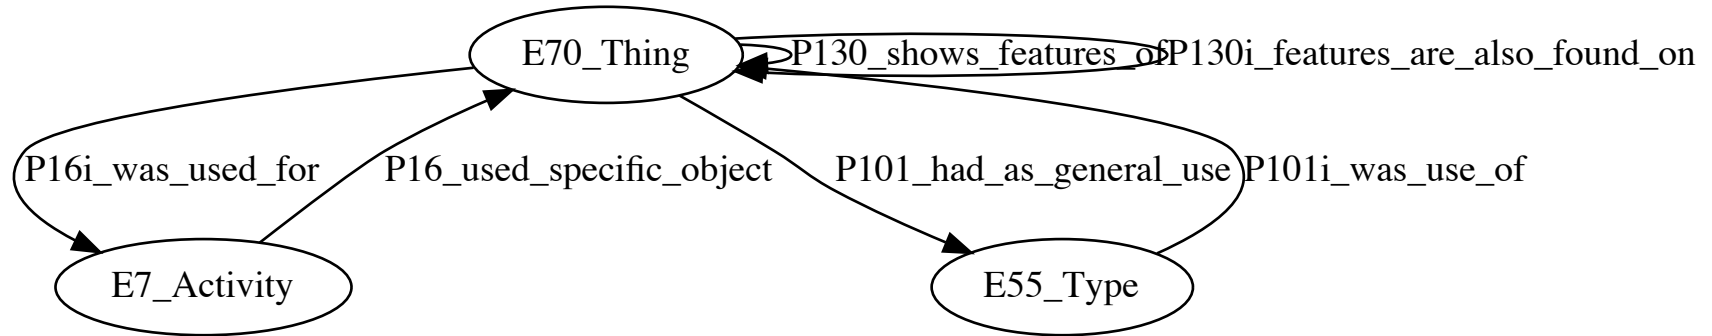 E70_Thing
P130_shows_features_of
P130i_features_are_also_found_on
P16i_was_used_for
P16_used_specific_object
P101_had_as_general_use
P101i_was_use_of
E7_Activity
E55_Type